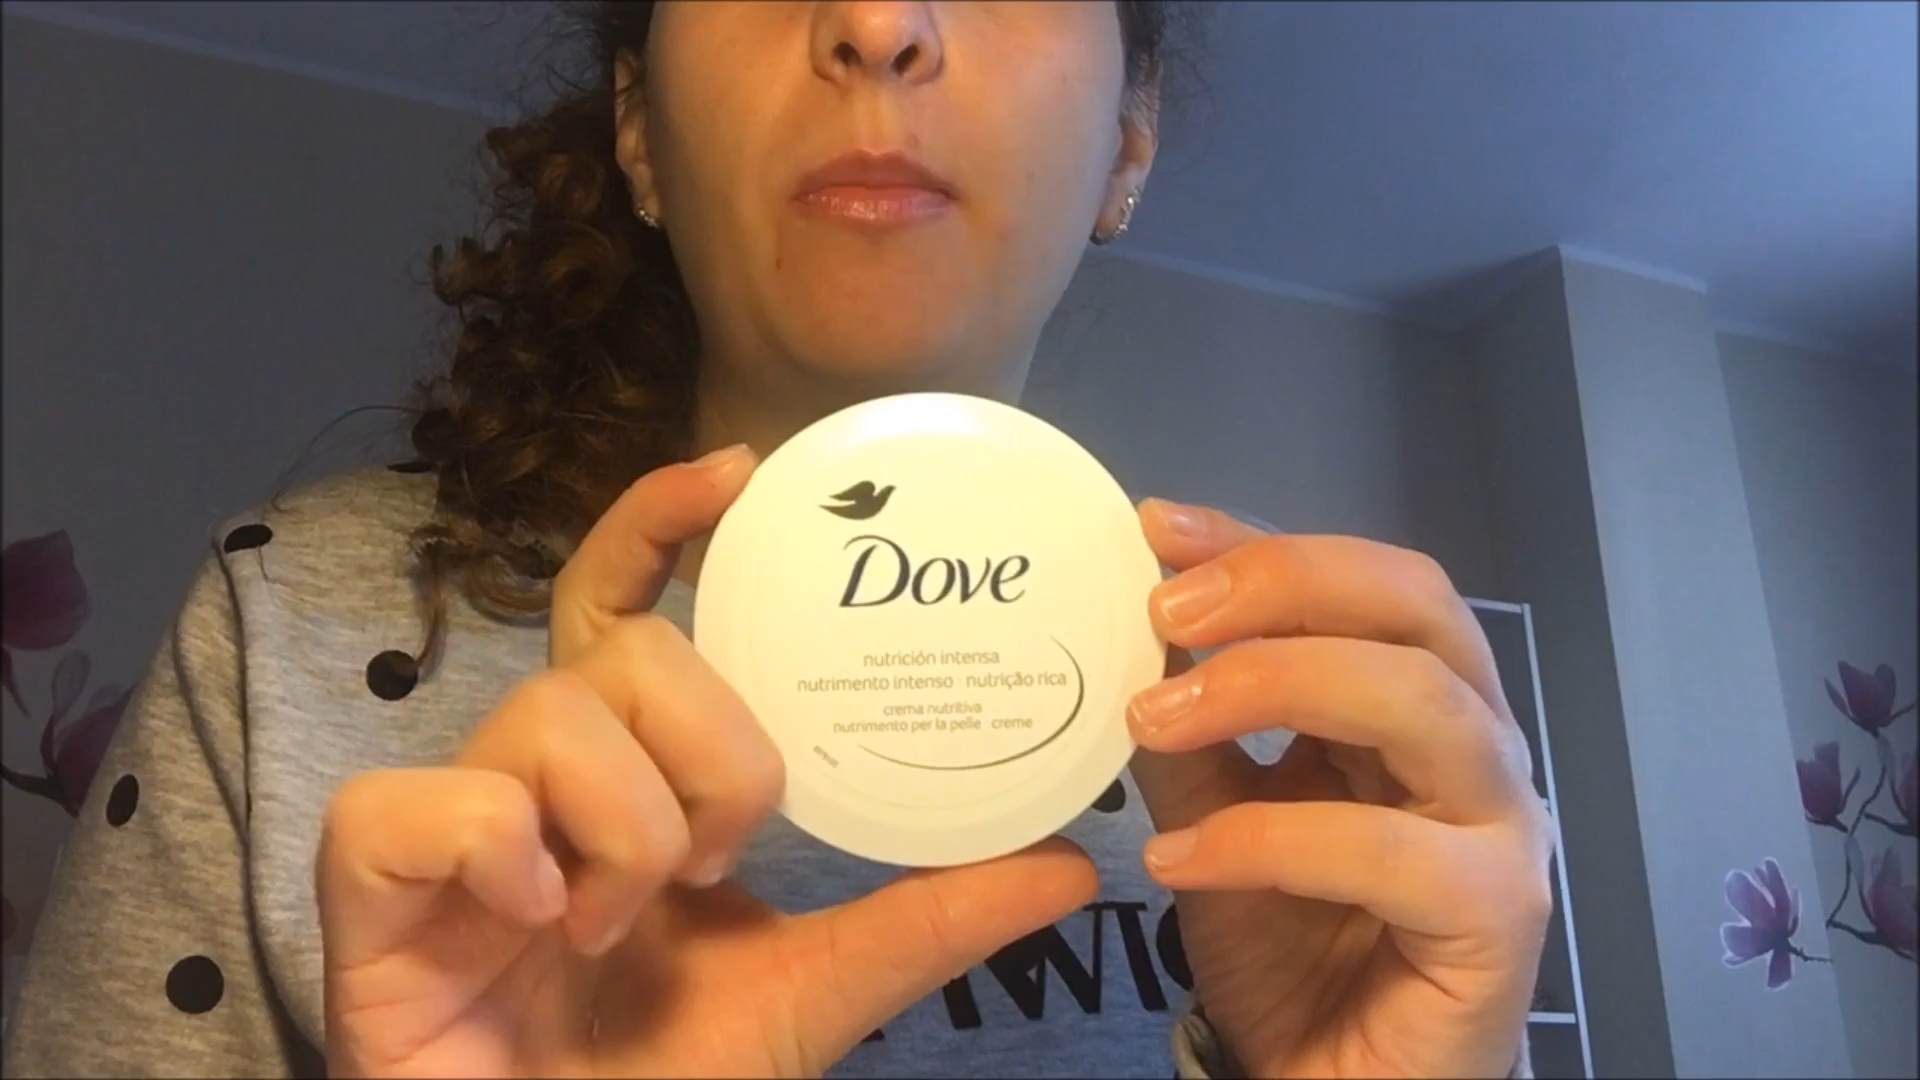 Dove
nutrición intensa
nutrimento intenso · nutrição rica
crema nutritiva
nutrimento per la pelle · creme